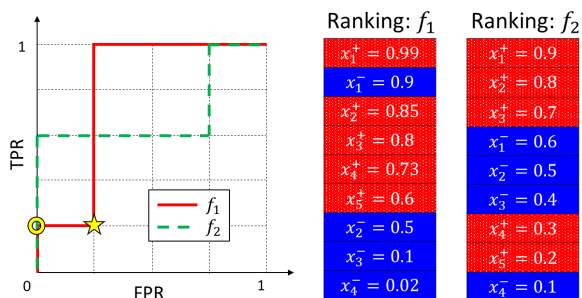 1
TPR
0
FPR
1
f₁
f₂
Ranking: f₁
x₁⁺ = 0.99
x₁⁻ = 0.9
x₂⁺ = 0.85
x₃⁺ = 0.8
x₄⁺ = 0.73
x₅⁺ = 0.6
x₂⁻ = 0.5
x₃⁻ = 0.1
x₄⁻ = 0.02
Ranking: f₂
x₁⁺ = 0.9
x₂⁺ = 0.8
x₃⁺ = 0.7
x₁⁻ = 0.6
x₂⁻ = 0.5
x₃⁻ = 0.4
x₄⁺ = 0.3
x₅⁺ = 0.2
x₄⁻ = 0.1